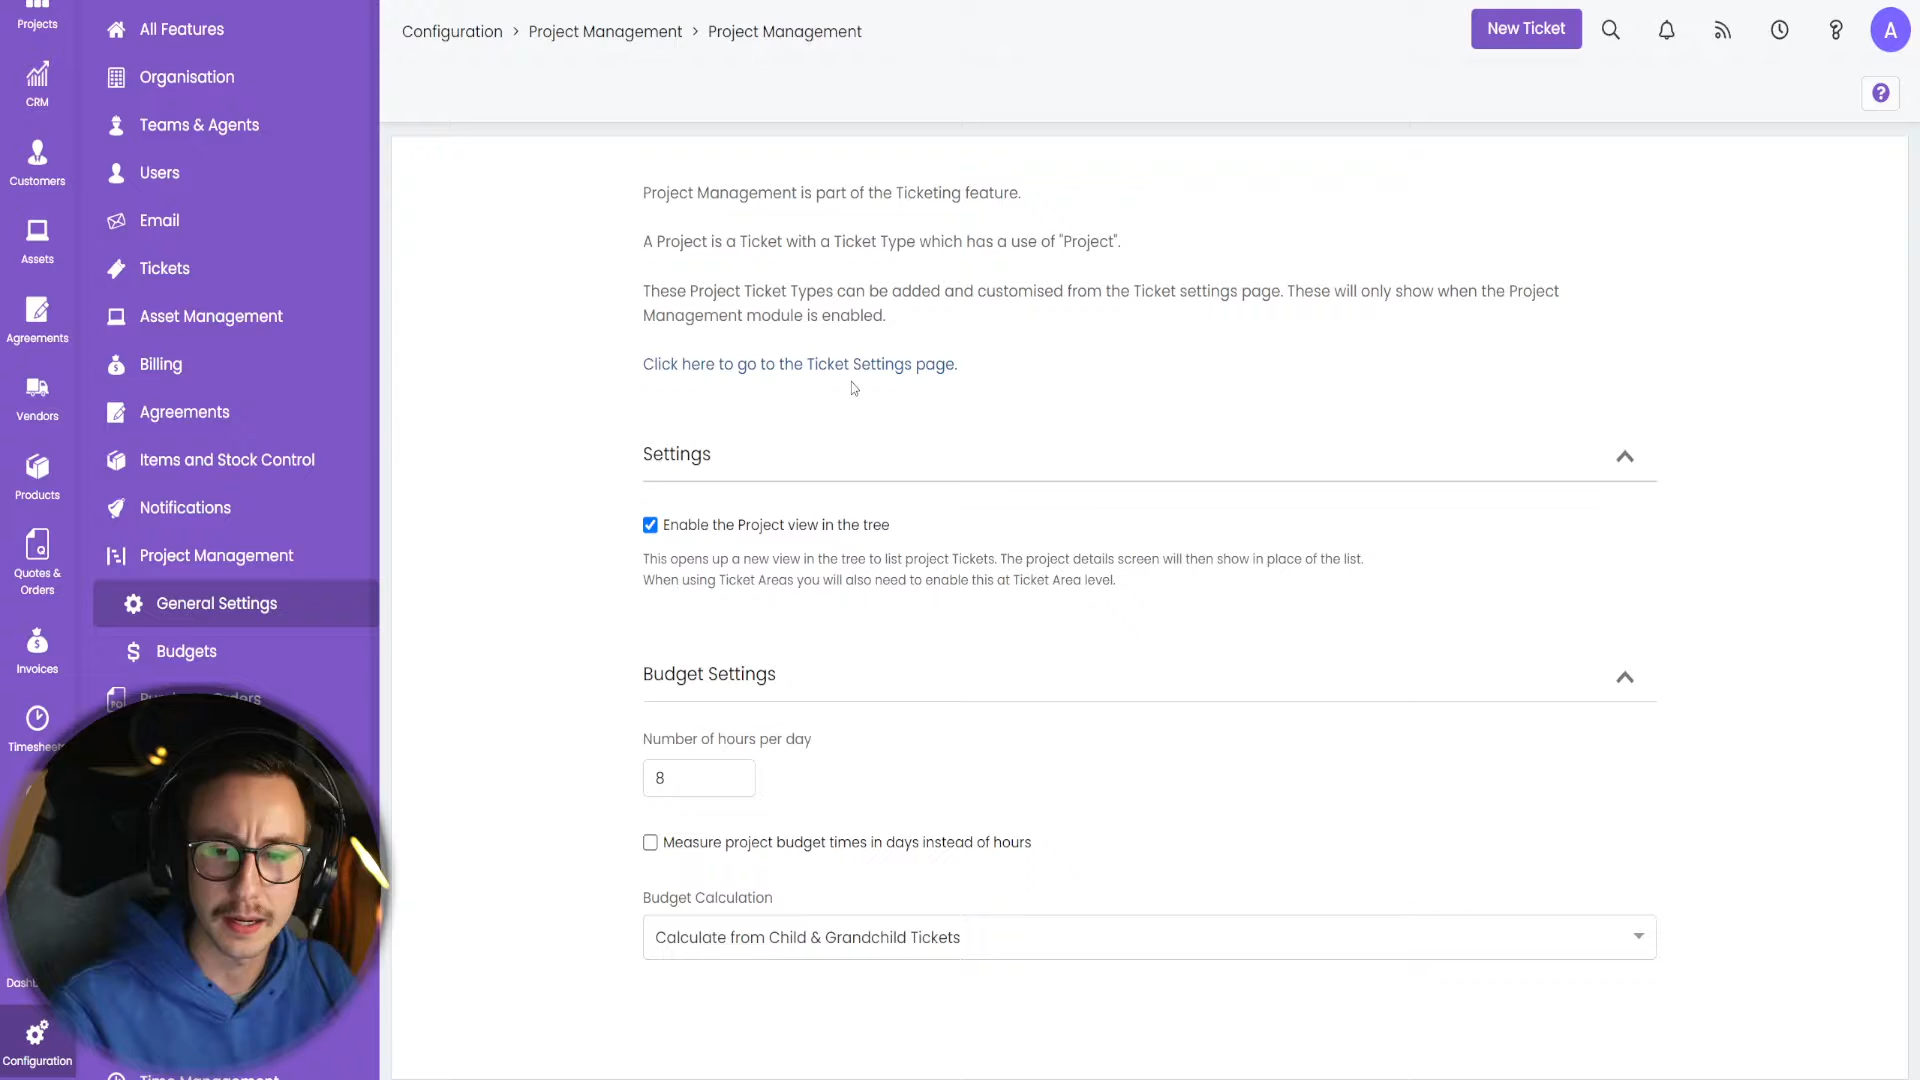 Projects
CRM
Customers
Assets
Agreements
Vendors
Products
Quotes &
Orders
Invoices
Configuration
All Features
Organisation
Teams & Agents
Users
Email
Tickets
Asset Management
Billing
Agreements
Items and Stock Control
Notifications
Project Management
General Settings
Budgets
Configuration > Project Management > Project Management
New Ticket
A
Project Management is part of the Ticketing feature.
A Project is a Ticket with a Ticket Type which has a use of "Project".
These Project Ticket Types can be added and customised from the Ticket settings page. These will only show when the Project
Management module is enabled.
Click here to go to the Ticket Settings page.
Settings
Enable the Project view in the tree
This opens up a new view in the tree to list project Tickets. The project details screen will then show in place of the list.
When using Ticket Areas you will also need to enable this at Ticket Area level.
Budget Settings
Number of hours per day
8
Measure project budget times in days instead of hours
Budget Calculation
Calculate from Child & Grandchild Tickets